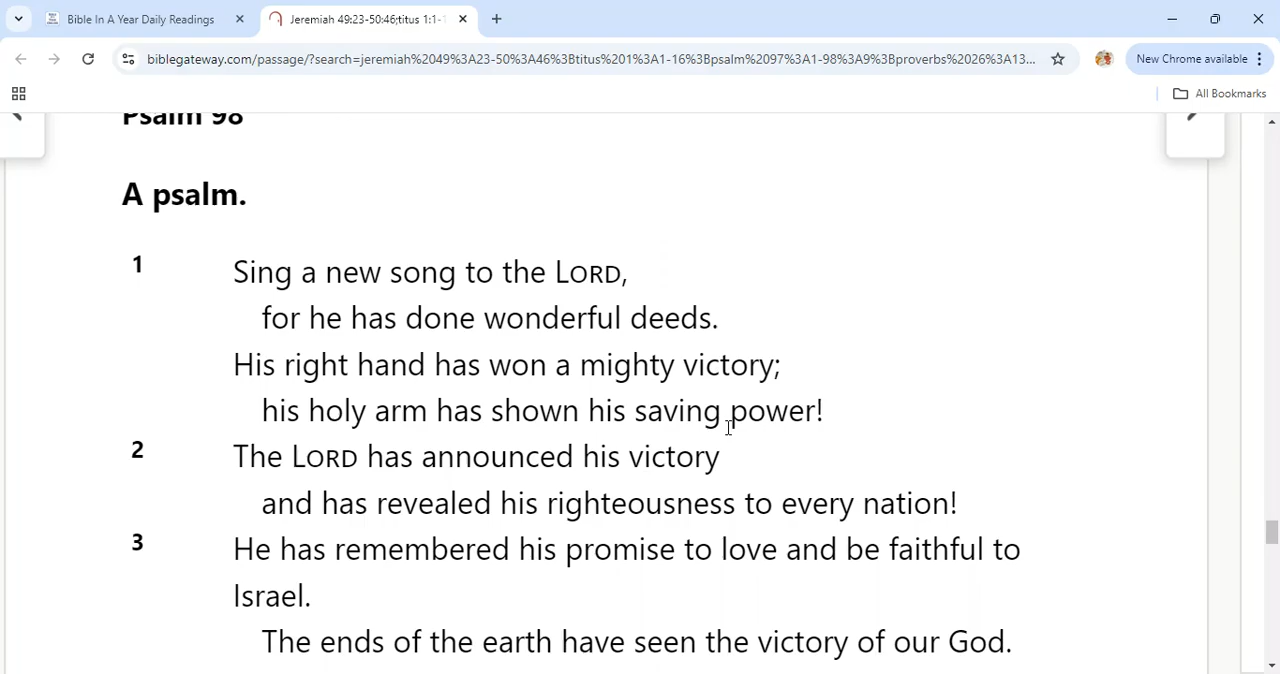 Bible In A Year Daily Readings
Jeremiah 49:23-50:46;titus 1:1-1
biblegateway.com/passage/?search=jeremiah%2049%3A23-50%3A46%3Btitus%201%3A1-16%3Bpsalm%2097%3A1-98%3A9%3Bproverbs%2026%3A13...
New Chrome available
All Bookmarks
Psalm 98
A psalm.
1 Sing a new song to the LORD,
for he has done wonderful deeds.
His right hand has won a mighty victory;
his holy arm has shown his saving power!
2 The LORD has announced his victory
and has revealed his righteousness to every nation!
3 He has remembered his promise to love and be faithful to
Israel.
The ends of the earth have seen the victory of our God.